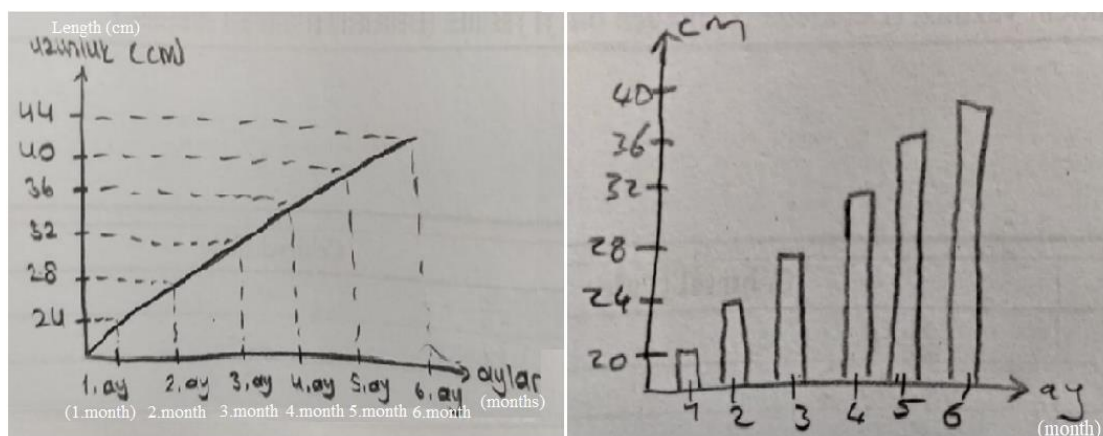 Length (cm)
uzunluk (cm)
44
40
36
32
28
24
1.ay 2.ay 3.ay 4.ay 5.ay 6.ay aylar
(1.month) 2.month 3.month 4.month 5.month 6.month (months)
cm
40
36
32
28
24
20
1 2 3 4 5 6 ay
(month)